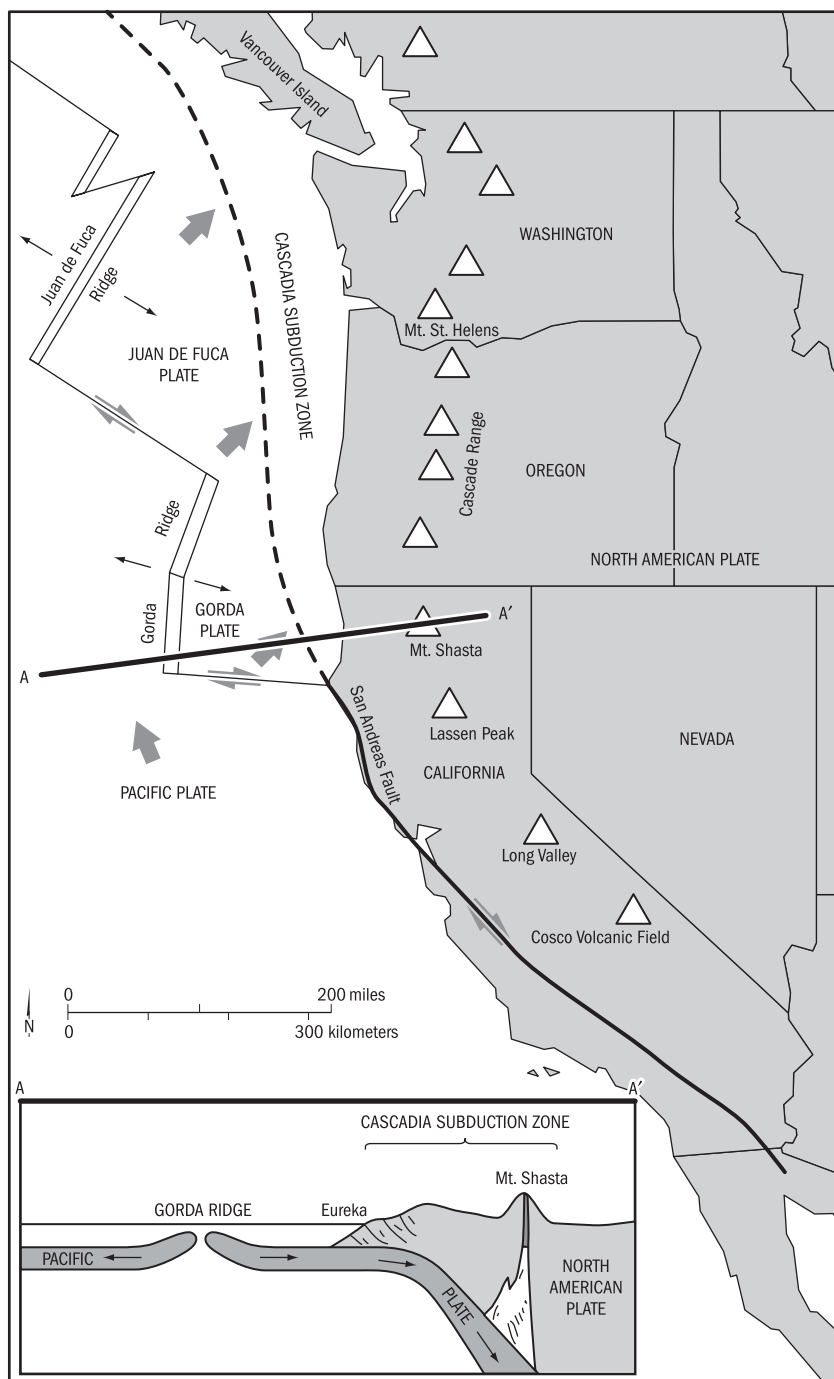 Vancouver Island
WASHINGTON
Juan de Fuca
Ridge
CASCADIA SUBDUCTION ZONE
Mt. St. Helens
JUAN DE FUCA
PLATE
Cascade Range
OREGON
Ridge
NORTH AMERICAN PLATE
Gorda
GORDA
PLATE
A
A′
Mt. Shasta
San Andreas Fault
Lassen Peak
NEVADA
CALIFORNIA
PACIFIC PLATE
Long Valley
Cosco Volcanic Field
N
0
200 miles
0
300 kilometers
A
A′
CASCADIA SUBDUCTION ZONE
Mt. Shasta
GORDA RIDGE
Eureka
PACIFIC
PLATE
NORTH
AMERICAN
PLATE